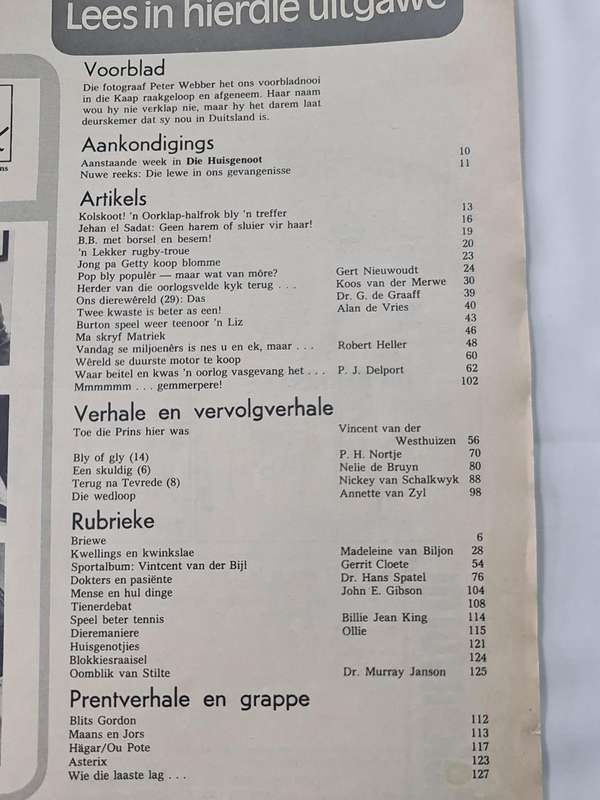 Lees in hierdie uitgawe
Voorblad
Die fotograaf Peter Webber het ons voorbladnooi
in die Kaap raakgeloop en afgeneem. Haar naam
wou hy nie verklap nie, maar hy het darem laat
deurskemer dat sy nou in Duitsland is.
Aankondigings
Aanstaande week in Die Huisgenoot 10
Nuwe reeks: Die lewe in ons gevangenisse 11
Artikels
Kolskoot! 'n Oorklap-halfrok bly 'n treffer 13
Jehan el Sadat: Geen harem of sluier vir haar! 16
B.B. met borsel en besem! 19
'n Lekker rugby-troue 20
Jong pa Getty koop blomme 23
Pop bly populêr — maar wat van môre? Gert Nieuwoudt 24
Herder van die oorlogsvelde kyk terug . . . Koos van der Merwe 30
Ons dierewêreld (29): Das Dr. G. de Graaff 39
Twee kwaste is beter as een! Alan de Vries 40
Burton speel weer teenoor 'n Liz 43
Ma skryf Matriek 46
Vandag se miljoenêrs is nes u en ek, maar . . . Robert Heller 48
Wêreld se duurste motor te koop 60
Waar beitel en kwas 'n oorlog vasgevang het . . . P. J. Delport 62
Mmmmmm . . . gemmerpere! 102
Verhale en vervolgverhale
Toe die Prins hier was Vincent van der
Westhuizen 56
Bly of gly (14) P. H. Nortje 70
Een skuldig (6) Nelie de Bruyn 80
Terug na Tevrede (8) Nickey van Schalkwyk 88
Die wedloop Annette van Zyl 98
Rubrieke
Briewe 6
Kwellings en kwinkslae Madeleine van Biljon 28
Sportalbum: Vintcent van der Bijl Gerrit Cloete 54
Dokters en pasiënte Dr. Hans Spatel 76
Mense en hul dinge John E. Gibson 104
Tienerdebat 108
Speel beter tennis Billie Jean King 114
Dieremaniere Ollie 115
Huisgenotjies 121
Blokkiesraaisel 124
Oomblik van Stilte Dr. Murray Janson 125
Prentverhale en grappe
Blits Gordon 112
Maans en Jors 113
Hägar/Ou Pote 117
Asterix 123
Wie die laaste lag . . . 127